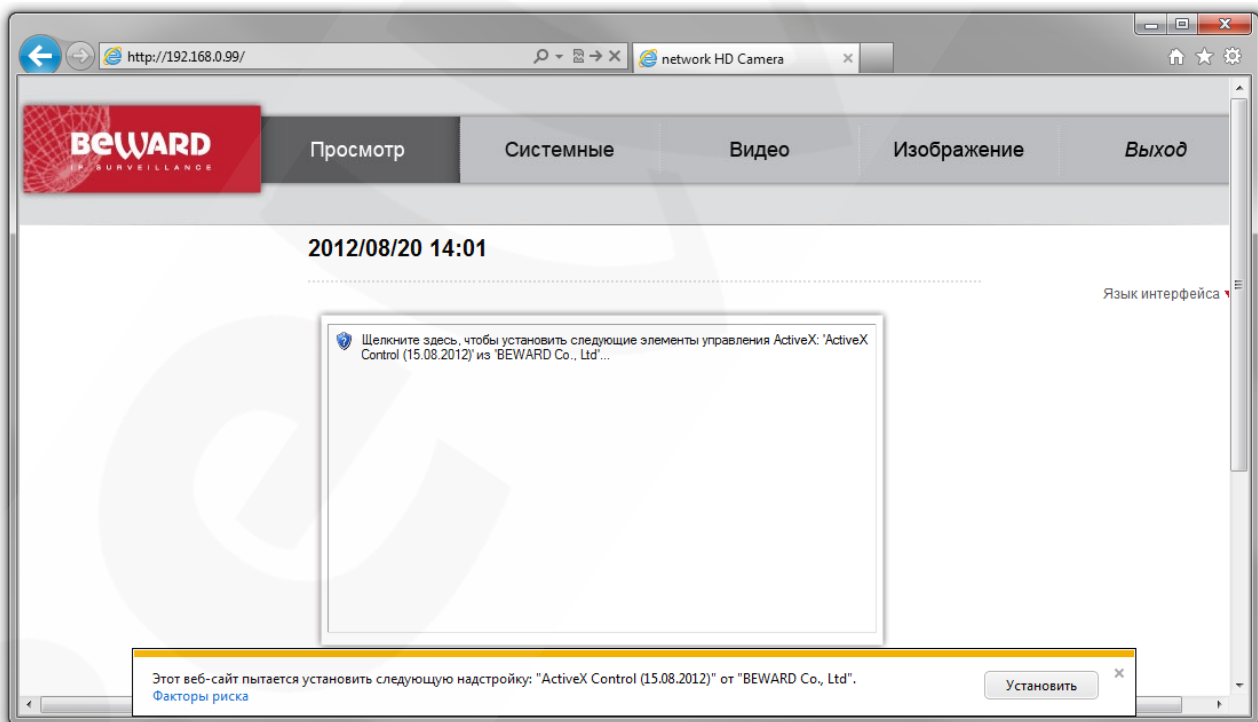 http://192.168.0.99/
network HD Camera
BEWARD
IP SURVEILLANCE
Просмотр
Системные
Видео
Изображение
Выход
2012/08/20 14:01
Язык интерфейса
Щелкните здесь, чтобы установить следующие элементы управления ActiveX: 'ActiveX
Control (15.08.2012)' из 'BEWARD Co., Ltd'...
Этот веб-сайт пытается установить следующую надстройку: "ActiveX Control (15.08.2012)" от "BEWARD Co., Ltd".
Факторы риска
Установить